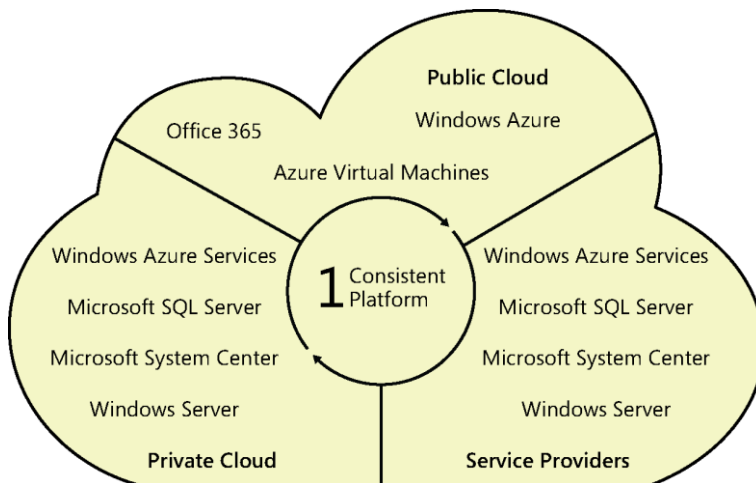 Public Cloud
Office 365
Windows Azure
Azure Virtual Machines
1 Consistent
Platform
Windows Azure Services
Microsoft SQL Server
Microsoft System Center
Windows Server
Private Cloud
Windows Azure Services
Microsoft SQL Server
Microsoft System Center
Windows Server
Service Providers